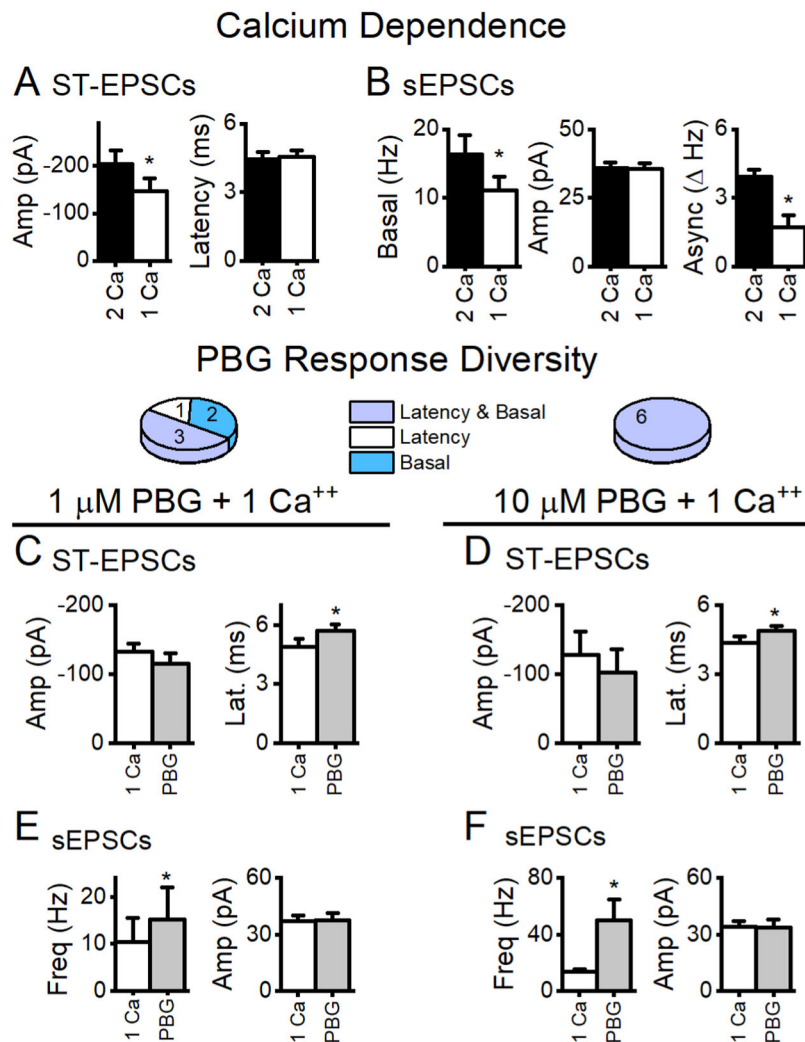 Calcium Dependence
A ST-EPSCs
B sEPSCs
Amp (pA)
-200
-100
0
2 Ca
1 Ca
*
Latency (ms)
6
3
0
2 Ca
1 Ca
Basal (Hz)
20
10
0
2 Ca
1 Ca
*
Amp (pA)
50
25
0
2 Ca
1 Ca
Async (Δ Hz)
6
3
0
2 Ca
1 Ca
*
PBG Response Diversity
1
2
3
Latency & Basal
Latency
Basal
6
1 μM PBG + 1 Ca++
10 μM PBG + 1 Ca++
C ST-EPSCs
Amp (pA)
-200
-100
0
1 Ca
PBG
Lat. (ms)
6
3
0
1 Ca
PBG
*
D ST-EPSCs
Amp (pA)
-200
-100
0
1 Ca
PBG
Lat. (ms)
6
3
0
1 Ca
PBG
*
E sEPSCs
Freq (Hz)
20
10
0
1 Ca
PBG
*
Amp (pA)
60
30
0
1 Ca
PBG
F sEPSCs
Freq (Hz)
80
40
0
1 Ca
PBG
*
Amp (pA)
60
30
0
1 Ca
PBG